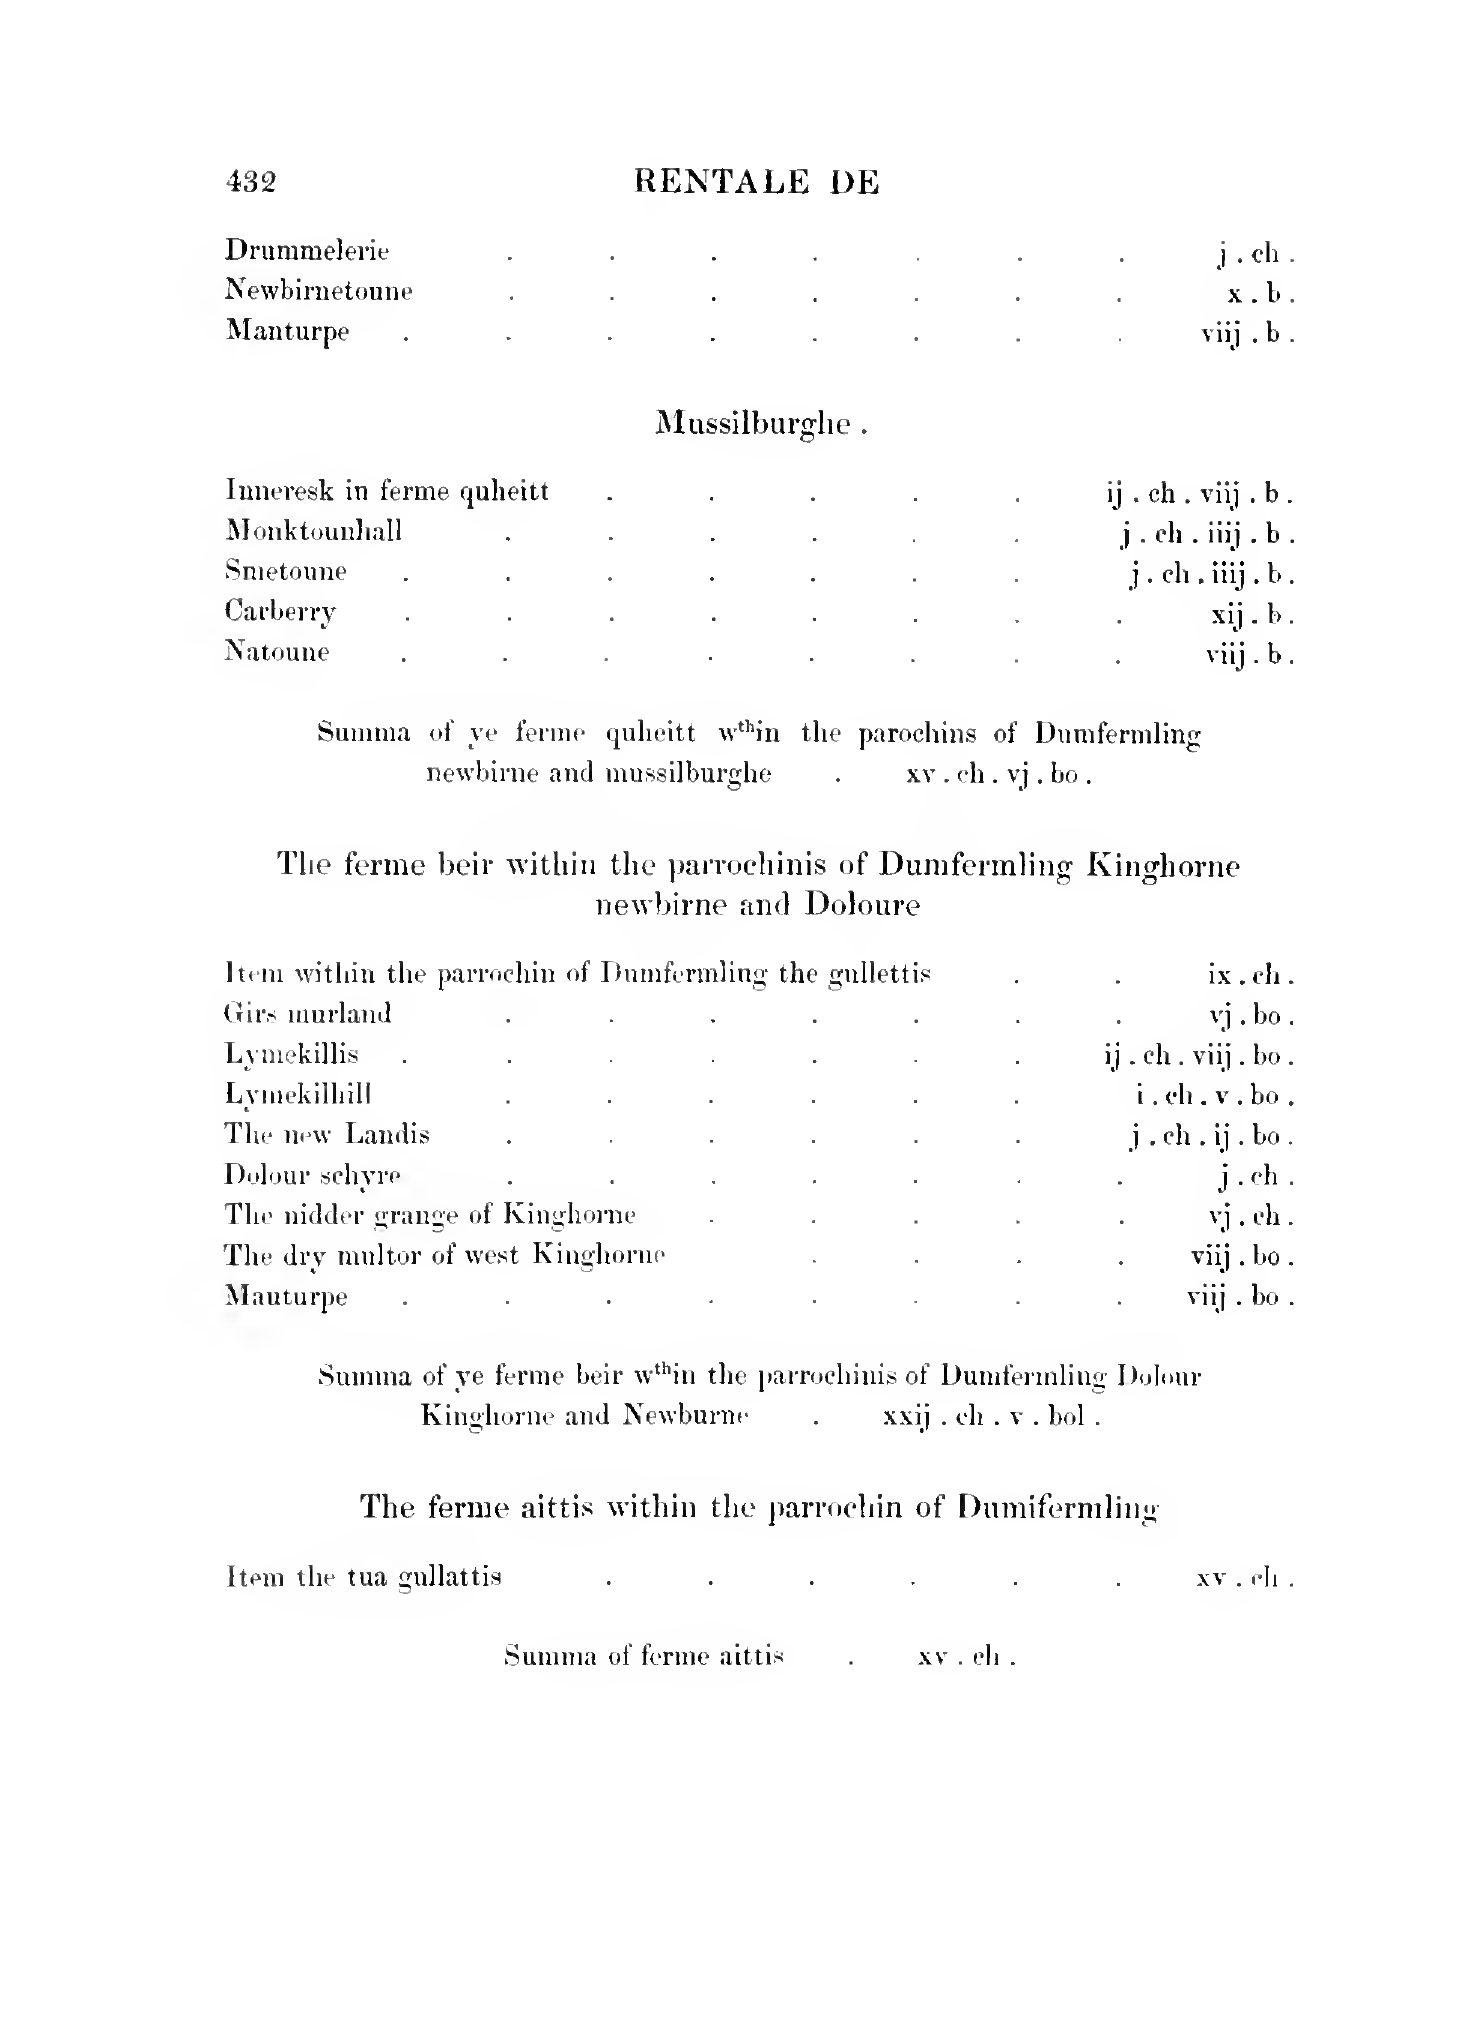 432 RENTALE DE
Drummelerie . . . . . . . j . ch .
Newbirnetoune . . . . . . . x . b .
Manturpe . . . . . . . . viij . b .
Mussilburghe .
Inneresk in ferme quheitt . . . . . ij . ch . viij . b .
Monktounhall . . . . . . j . ch . iiij . b .
Smetoune . . . . . . . j . ch . iiij . b .
Carberry . . . . . . . . xij . b .
Natoune . . . . . . . . viij . b .
Summa of ye ferme quheitt wthin the parochins of Dumfermling
newbirne and mussilburghe . xv . ch . vj . bo .
The ferme beir within the parrochinis of Dumfermling Kinghorne
newbirne and Doloure
Item within the parrochin of Dumfermling the gullettis . . ix . ch .
Girs murland . . . . . . . vj . bo .
Lymekillis . . . . . . . ij . ch . viij . bo .
Lymekilhill . . . . . . i . ch . v . bo .
The new Landis . . . . . . j . ch . ij . bo .
Dolour schyre . . . . . . . j . ch .
The nidder grange of Kinghorne . . . . . vj . ch .
The dry multor of west Kinghorne . . . . viij . bo .
Mauturpe . . . . . . . . viij . bo .
Summa of ye ferme beir wthin the parrochinis of Dumfermling Dolour
Kinghorne and Newburne . xxij . ch . v . bol .
The ferme aittis within the parrochin of Dumifermling
Item the tua gullattis . . . . . . xv . ch .
Summa of ferme aittis . xv . ch .